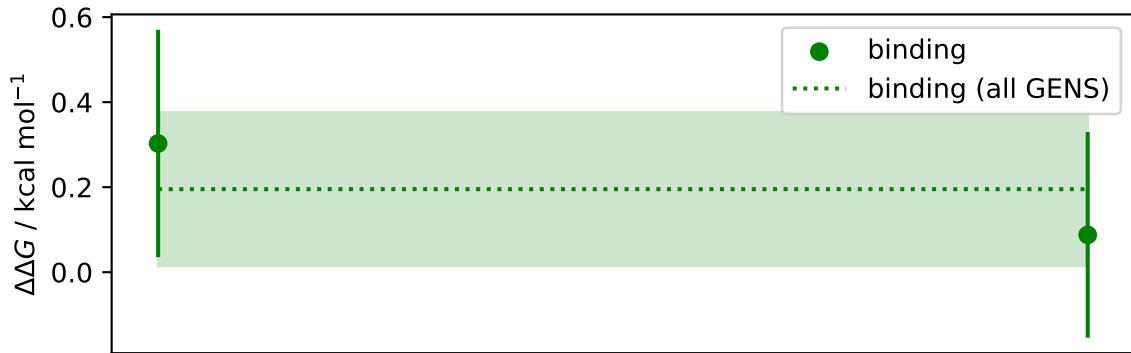 0.6
0.4
0.2
0.0
ΔΔG / kcal mol⁻¹
binding
binding (all GENS)